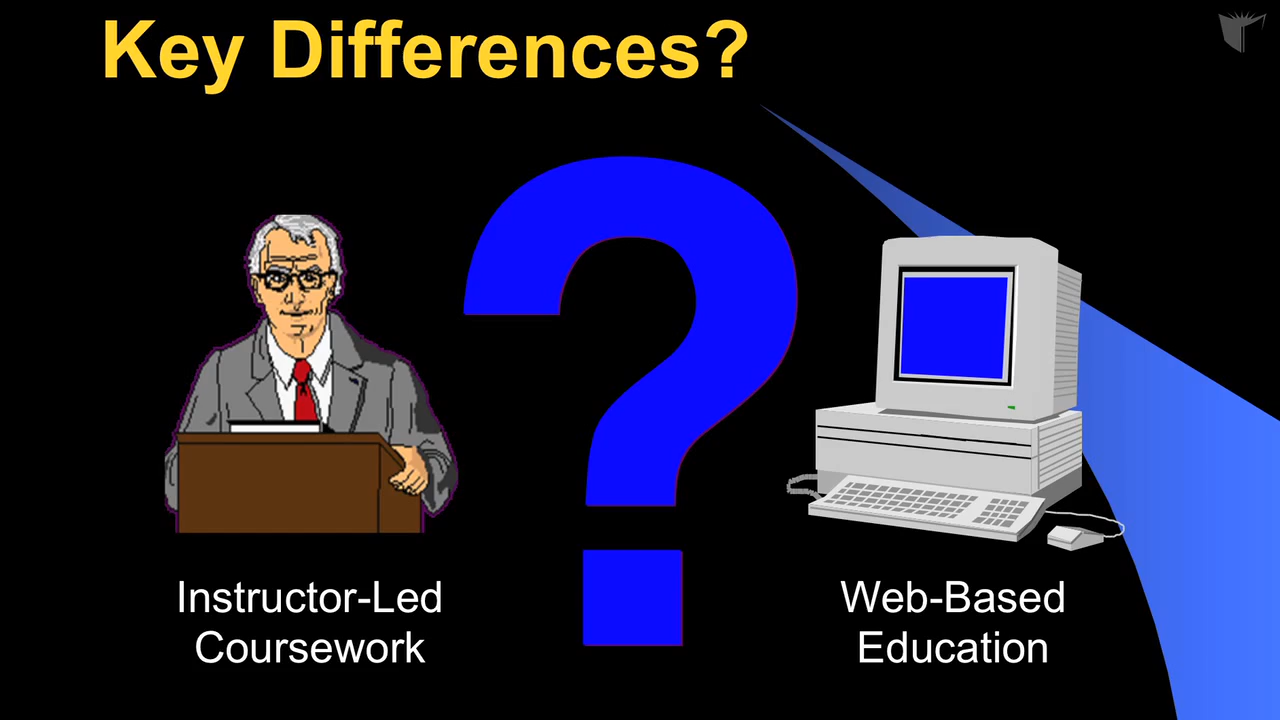 Key Differences?
Instructor-Led
Coursework
Web-Based
Education